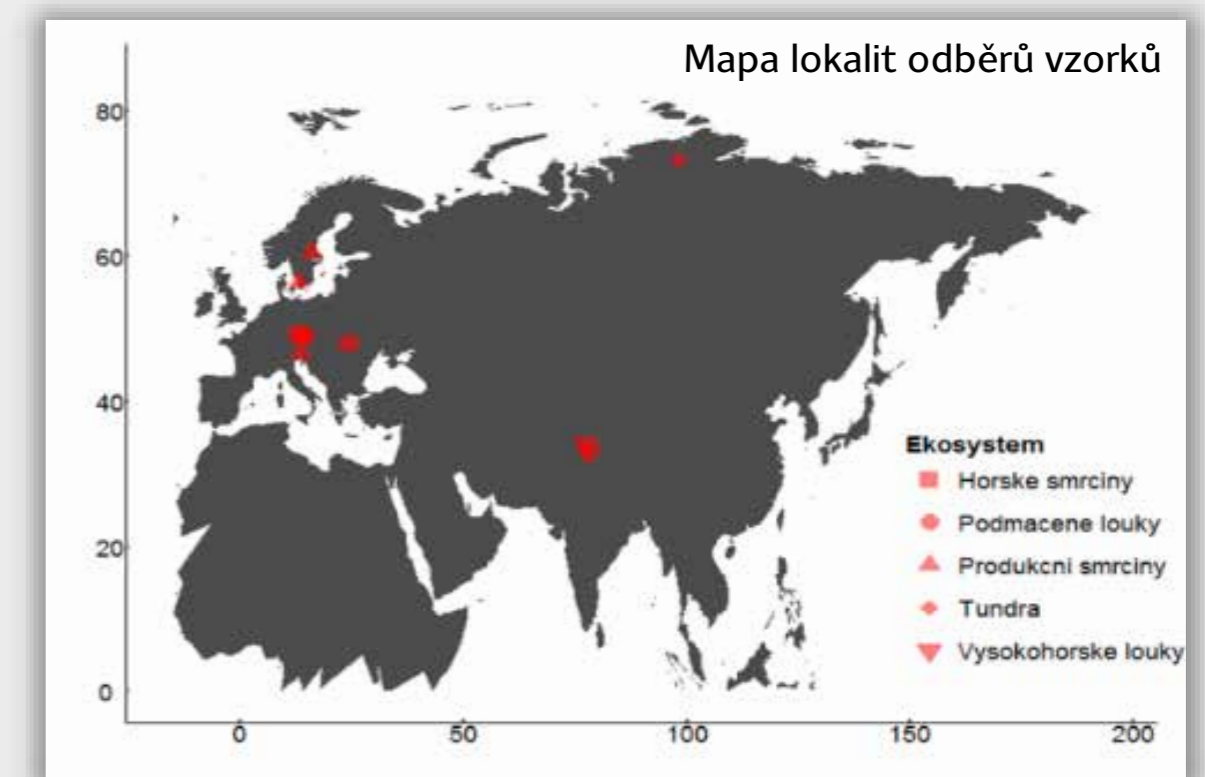 Mapa lokalit odběrů vzorků
80
60
40
20
0
Ekosystem
Horske smrciny
Podmacene louky
Produkcni smrciny
Tundra
Vysokohorske louky
0 50 100 150 200